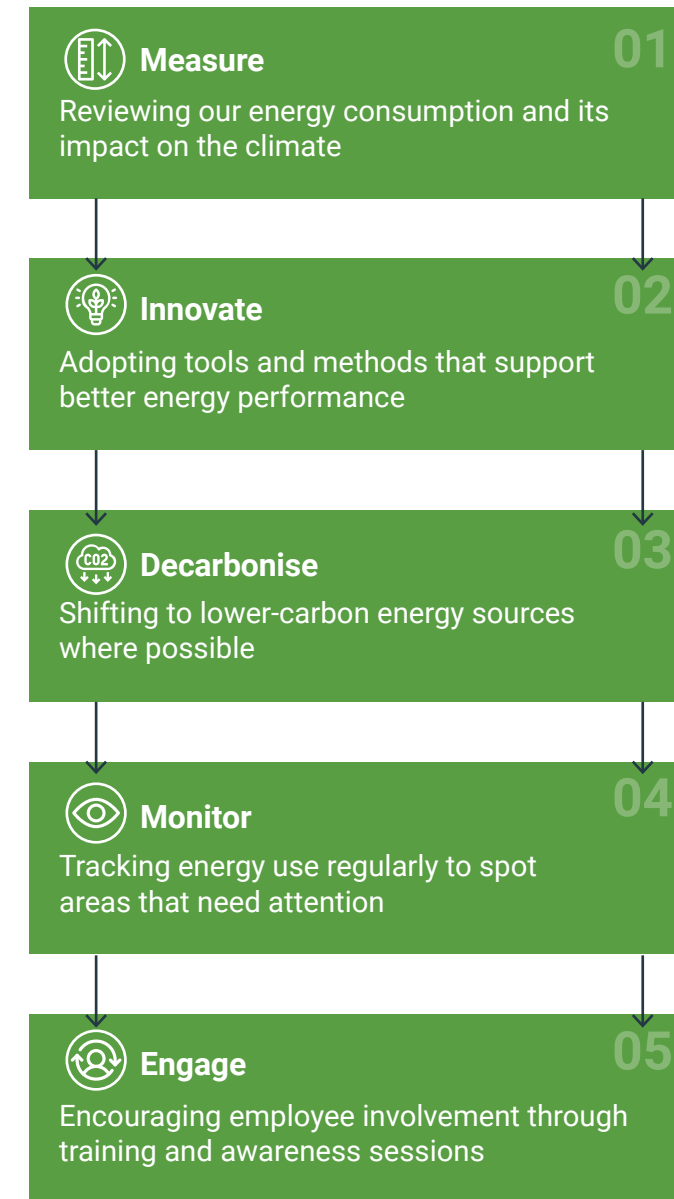 Measure
01
Reviewing our energy consumption and its
impact on the climate
Innovate
02
Adopting tools and methods that support
better energy performance
CO2
Decarbonise
03
Shifting to lower-carbon energy sources
where possible
Monitor
04
Tracking energy use regularly to spot
areas that need attention
Engage
05
Encouraging employee involvement through
training and awareness sessions